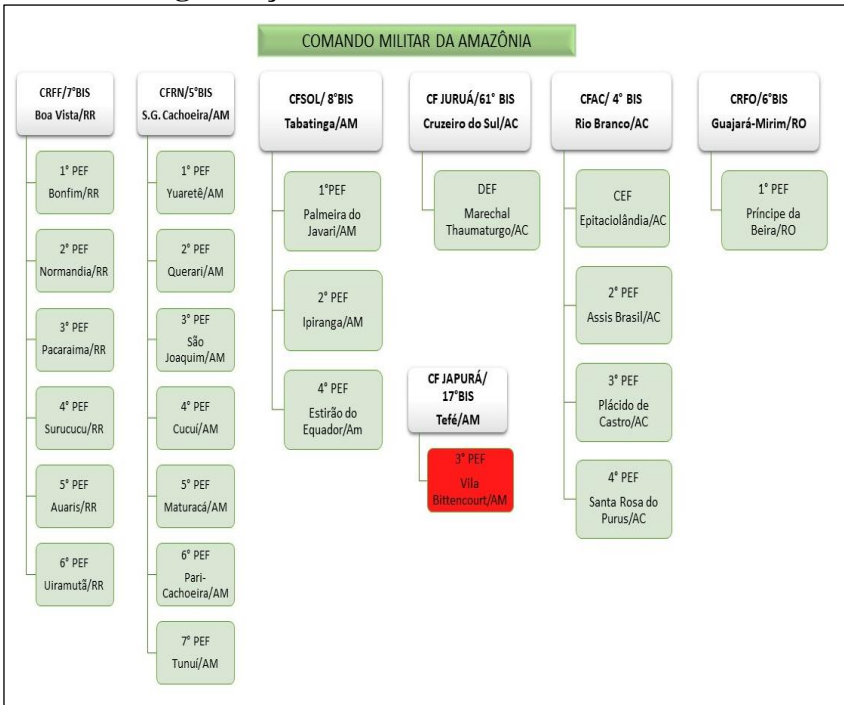 COMANDO MILITAR DA AMAZÔNIA
CRFF/7°BIS
Boa Vista/RR
1° PEF
Bonfim/RR
2° PEF
Normandia/RR
3° PEF
Pacaraima/RR
4° PEF
Surucucu/RR
5° PEF
Auaris/RR
6° PEF
Uiramutã/RR
CFRN/5°BIS
S.G. Cachoeira/AM
1° PEF
Yuaretê/AM
2° PEF
Querari/AM
3° PEF
São
Joaquim/AM
4° PEF
Cucuí/AM
5° PEF
Maturacá/AM
6° PEF
Pari-
Cachoeira/AM
7° PEF
Tunuí/AM
CFSOL/ 8°BIS
Tabatinga/AM
1°PEF
Palmeira do
Javari/AM
2° PEF
Ipiranga/AM
4° PEF
Estirão do
Equador/Am
CF JURUÁ/61° BIS
Cruzeiro do Sul/AC
DEF
Marechal
Thaumaturgo/AC
CF JAPURÁ/
17°BIS
Tefé/AM
3° PEF
Vila
Bittencourt/AM
CFAC/ 4° BIS
Rio Branco/AC
CEF
Epitaciolândia/AC
2° PEF
Assis Brasil/AC
3° PEF
Plácido de
Castro/AC
4° PEF
Santa Rosa do
Purus/AC
CRFO/6°BIS
Guajará-Mirim/RO
1° PEF
Príncipe da
Beira/RO